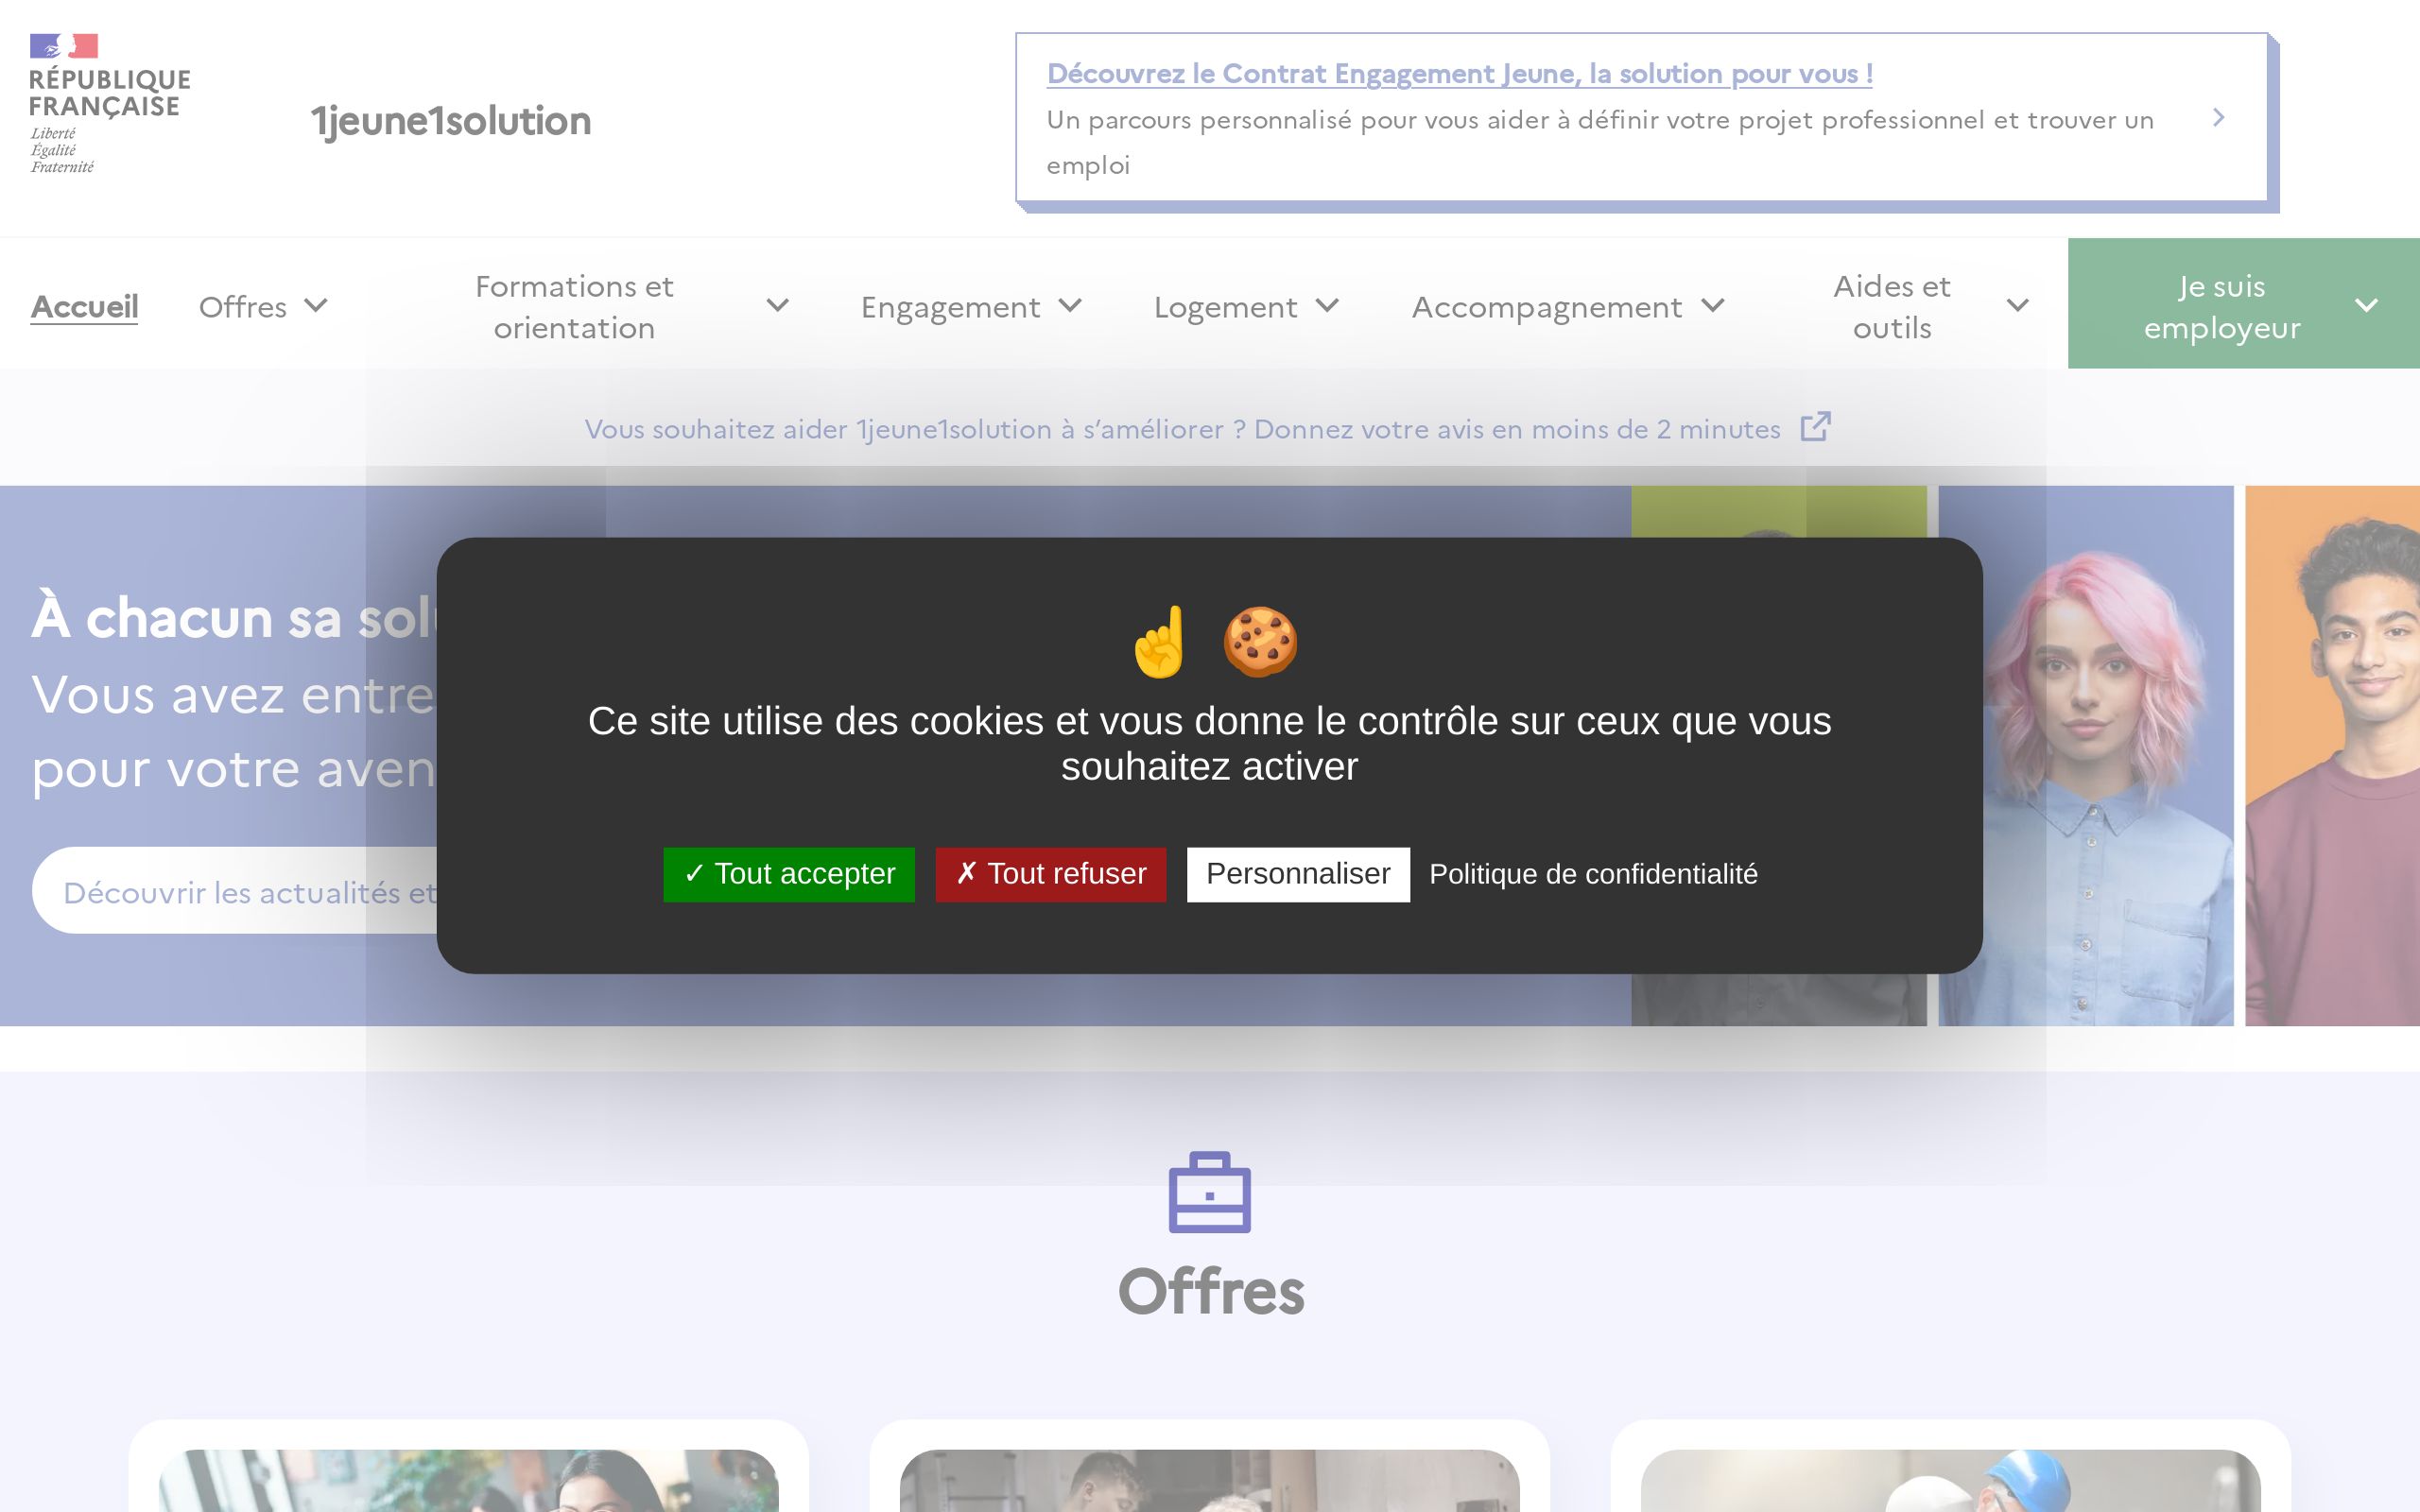 RÉPUBLIQUE
FRANÇAISE
Liberté
Égalité
Fraternité
1jeune1solution
Découvrez le Contrat Engagement Jeune, la solution pour vous !
Un parcours personnalisé pour vous aider à définir votre projet professionnel et trouver un
emploi
Accueil
Offres
Formations et
orientation
Engagement
Logement
Accompagnement
Aides et
outils
Je suis
employeur
Vous souhaitez aider 1jeune1solution à s’améliorer ? Donnez votre avis en moins de 2 minutes
À chacun sa
Vous avez entre
pour votre
Découvrir les actualités et
Ce site utilise des cookies et vous donne le contrôle sur ceux que vous
souhaitez activer
✓ Tout accepter
✗ Tout refuser
Personnaliser
Politique de confidentialité
Offres